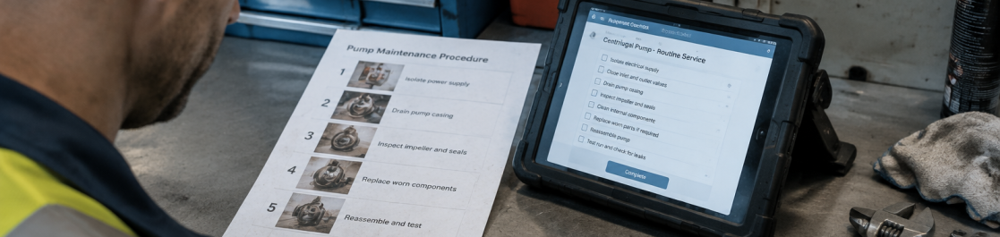 Pump Maintenance Procedure
1 Isolate power supply
2 Drain pump casing
3 Inspect impeller and seals
4 Replace worn components
5 Reassemble and test
Centriugal Pump - Routine Service
Isolate electrical supply
Close inlet and outlet valves
Drain pump casing
Inspect impeller and seals
Clean internal components
Replace worn parts if required
Reassemble pump
Test run and check for leaks
Complete